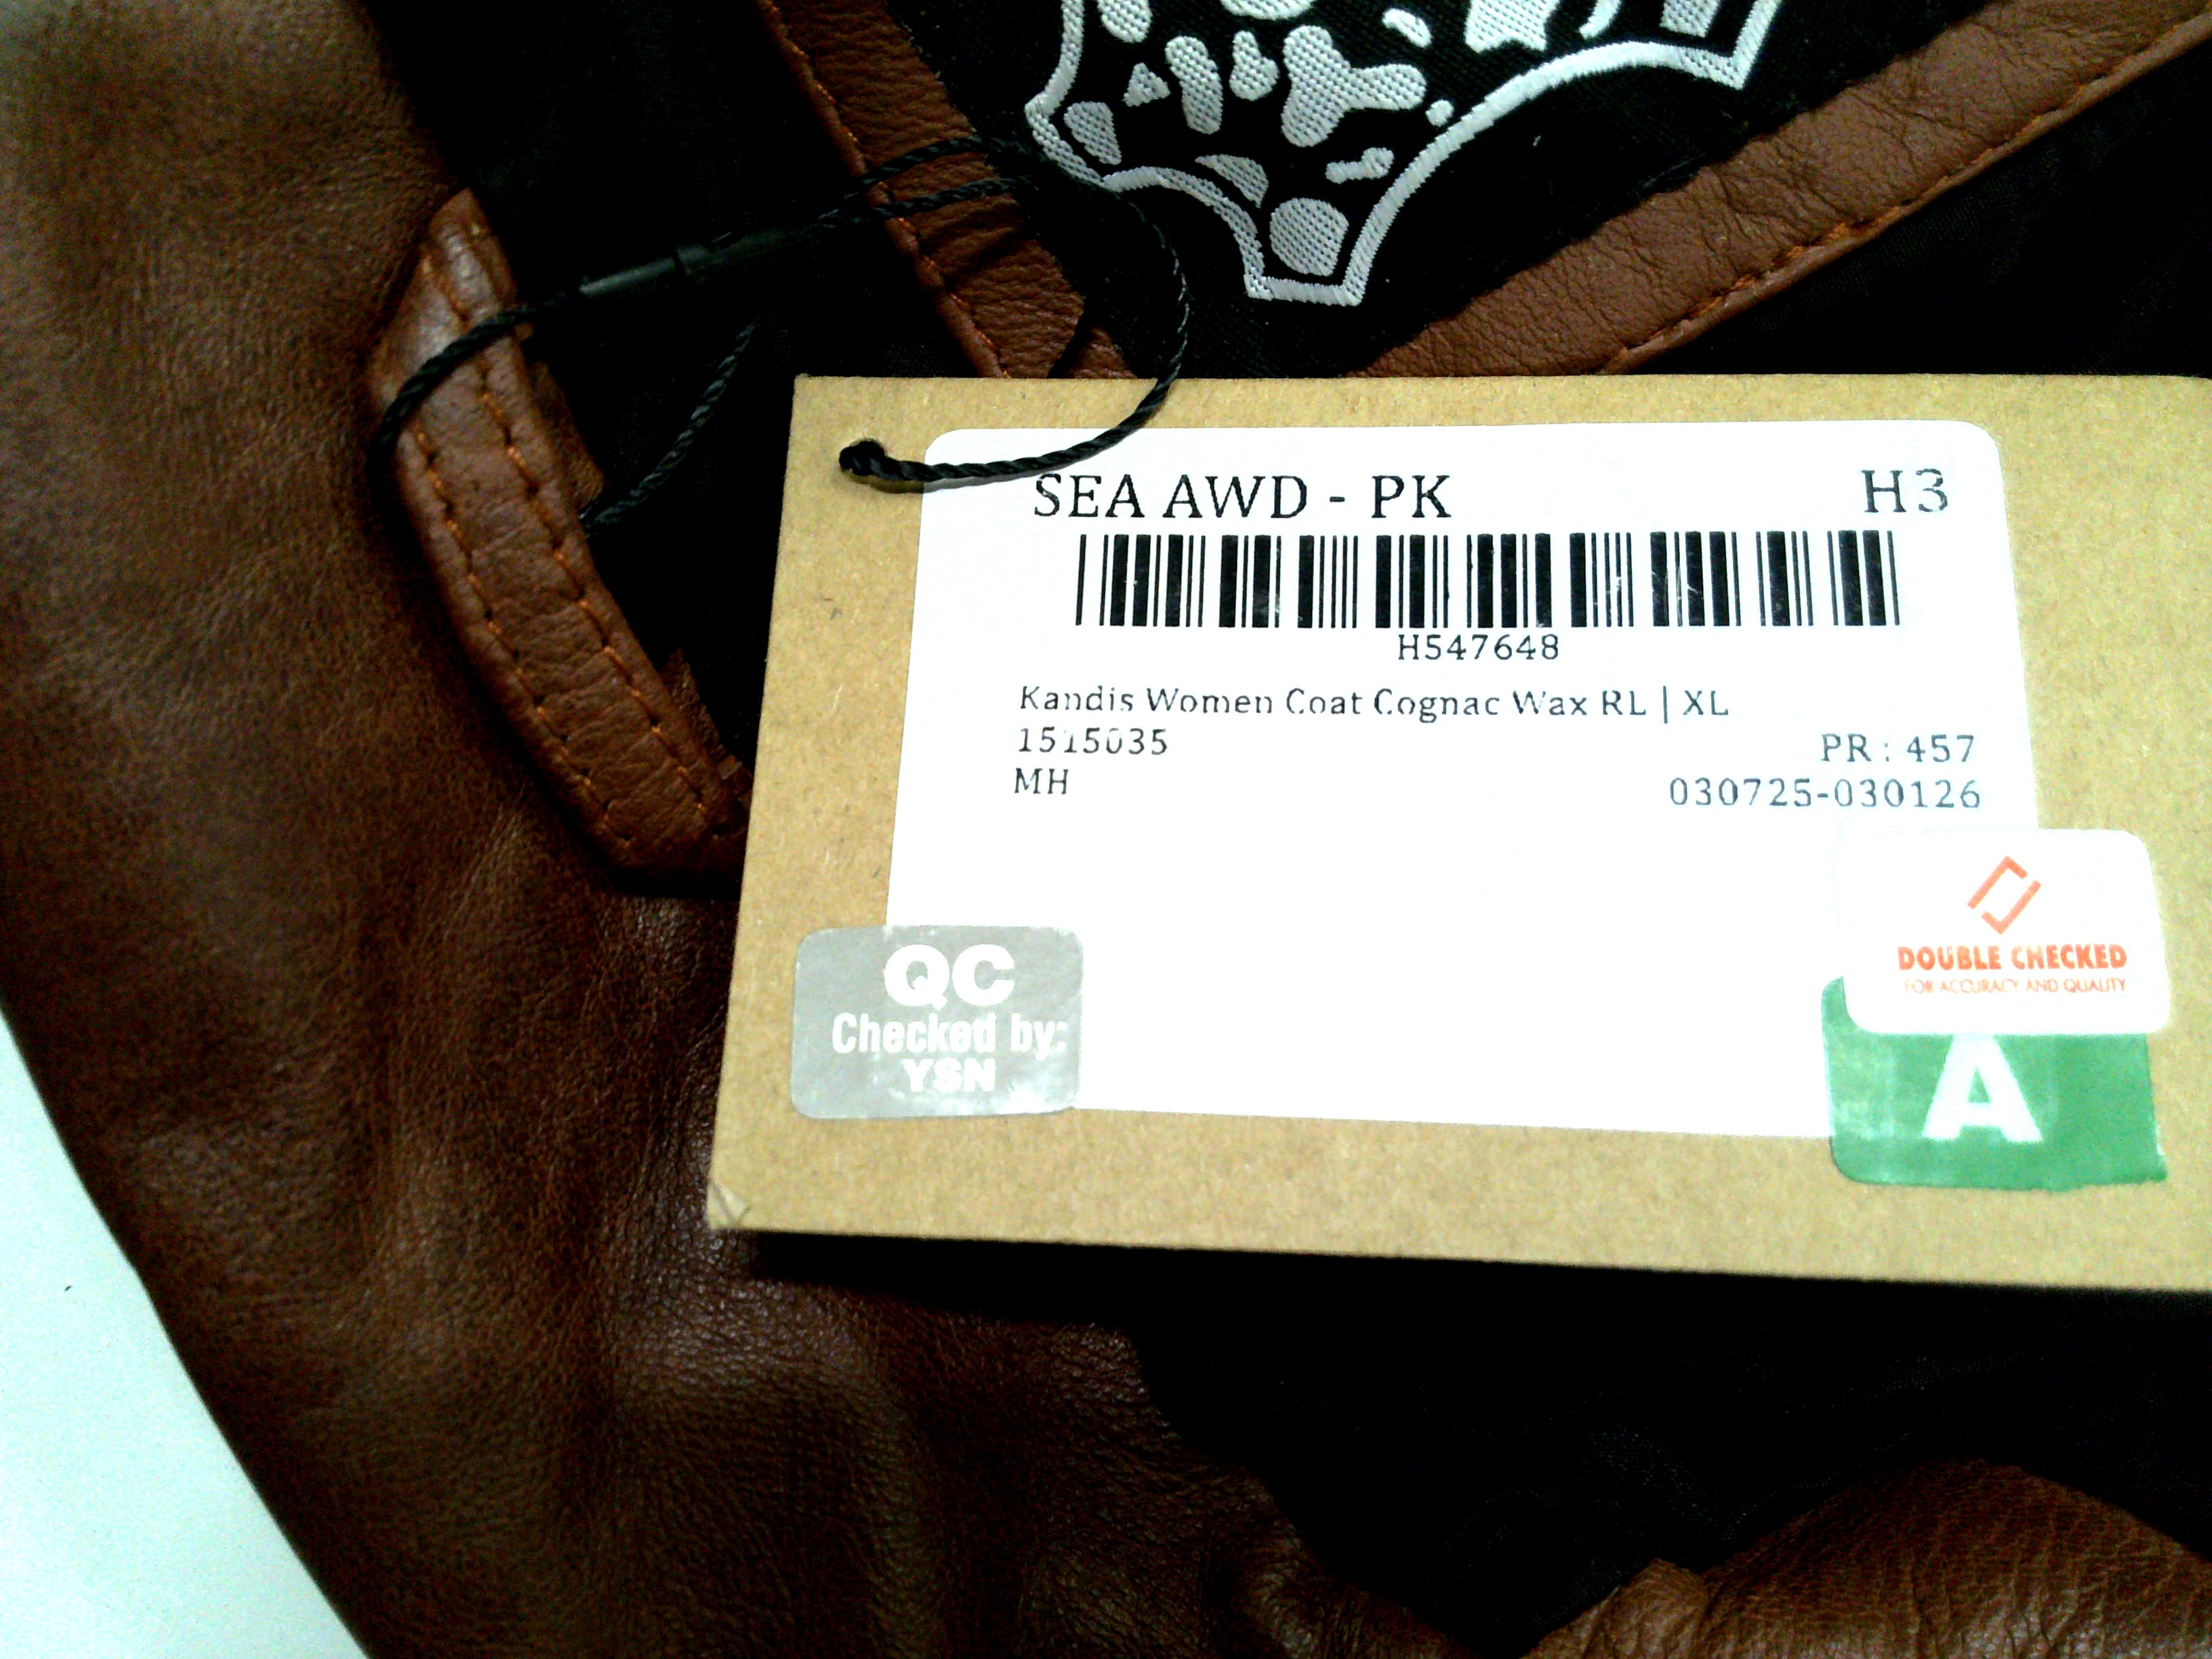 SEA AWD - PK H3
H547648
Kandis Women Coat Cognac Wax RL | XL
1515035 PR : 457
MH 030725-030126
DOUBLE CHECKED
FOR ACCURACY AND QUALITY
QC
Checked by:
YSN
A